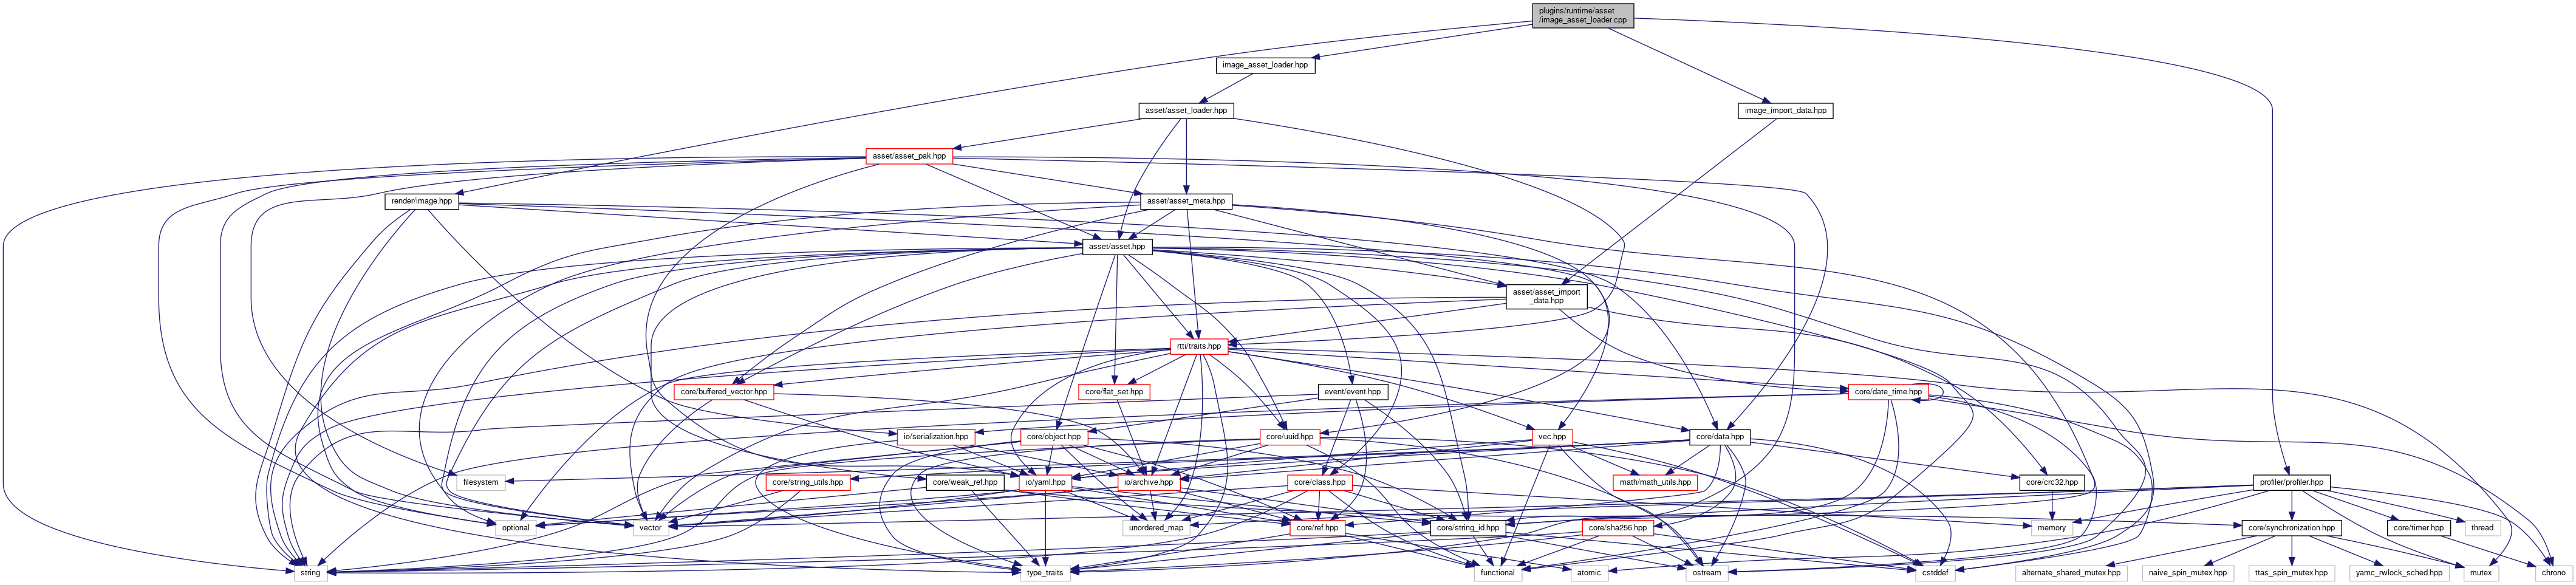 plugins/runtime/asset
/image_asset_loader.cpp
image_asset_loader.hpp
asset/asset_loader.hpp
image_import_data.hpp
asset/asset_pak.hpp
render/image.hpp
asset/asset_meta.hpp
asset/asset.hpp
asset/asset_import
_data.hpp
rtti/traits.hpp
core/buffered_vector.hpp
core/flat_set.hpp
event/event.hpp
core/date_time.hpp
io/serialization.hpp
core/object.hpp
core/uuid.hpp
vec.hpp
core/data.hpp
filesystem
core/string_utils.hpp
core/weak_ref.hpp
io/yaml.hpp
io/archive.hpp
core/class.hpp
math/math_utils.hpp
core/crc32.hpp
profiler/profiler.hpp
optional
vector
unordered_map
core/ref.hpp
core/string_id.hpp
core/sha256.hpp
memory
core/synchronization.hpp
core/timer.hpp
thread
string
type_traits
functional
atomic
ostream
cstddef
alternate_shared_mutex.hpp
naive_spin_mutex.hpp
ttas_spin_mutex.hpp
yamc_rwlock_sched.hpp
mutex
chrono